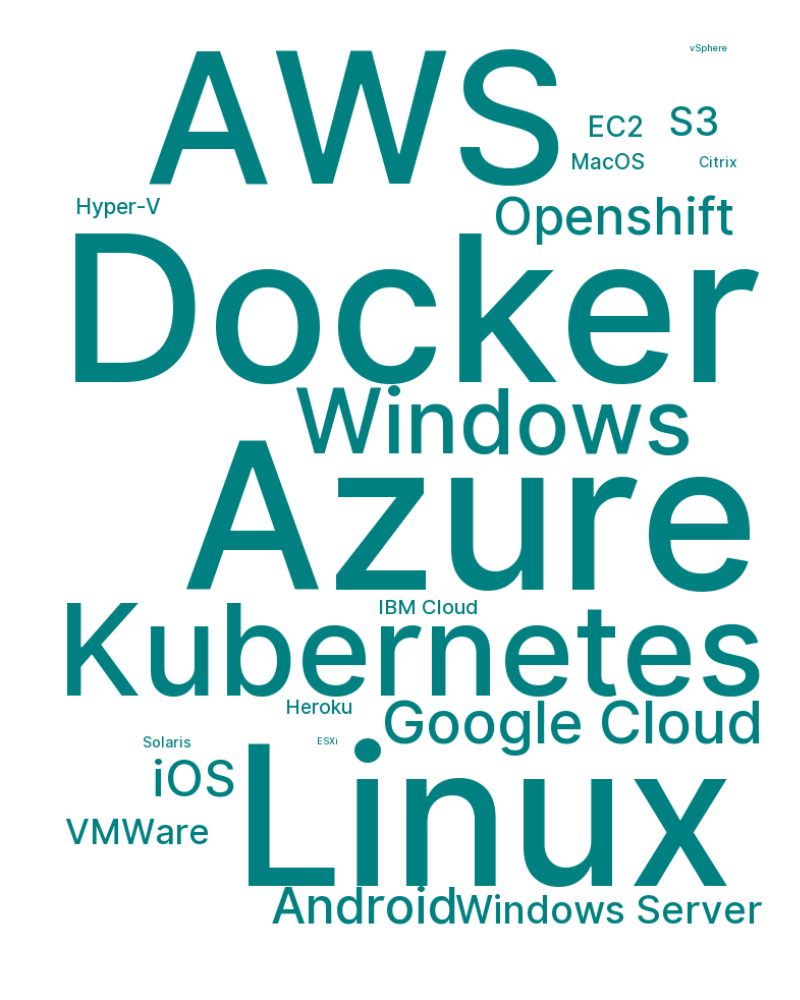 vSphere
AWS
EC2 S3
MacOS Citrix
Hyper-V
Openshift
Docker
Windows
Azure
IBM Cloud
Kubernetes
Heroku
Google Cloud
Solaris
ESXi
iOS
Linux
VMWare
Android Windows Server